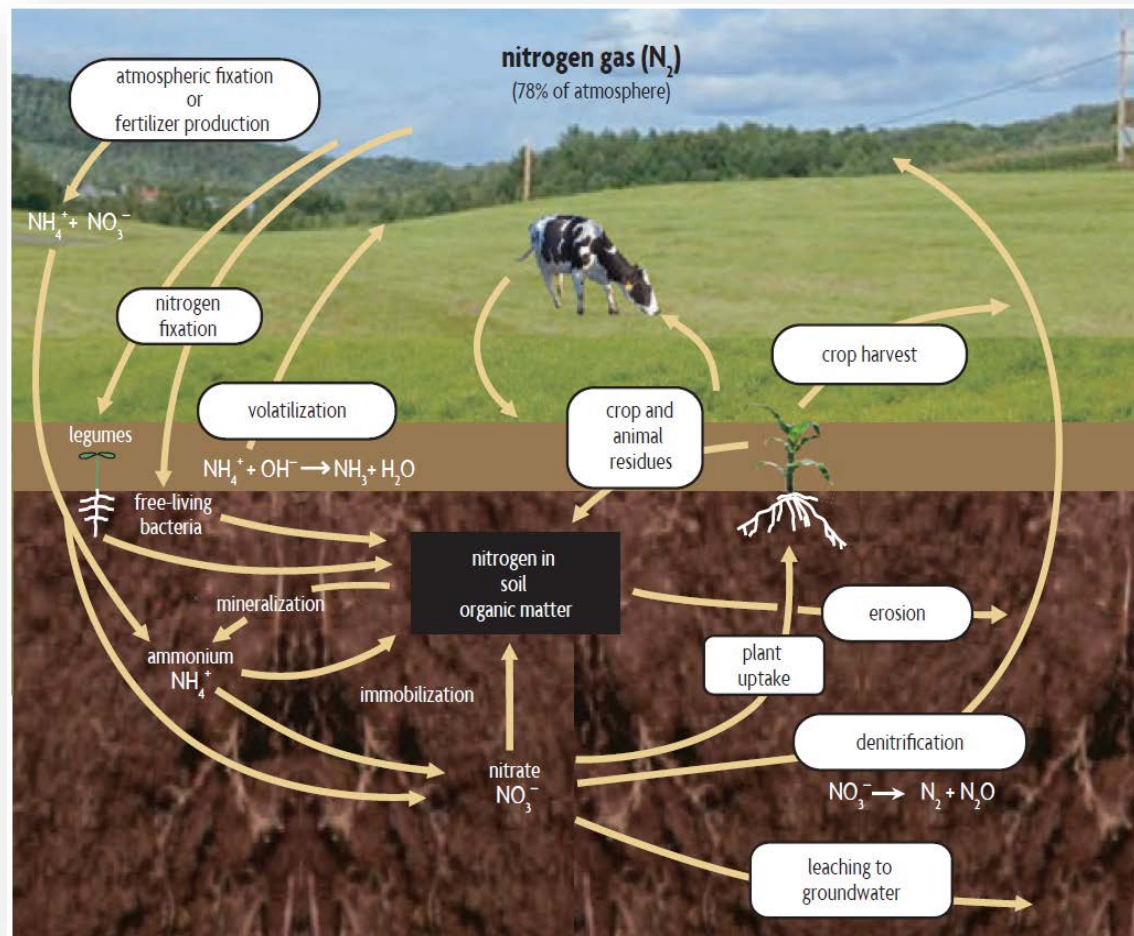 nitrogen gas (N₂)
(78% of atmosphere)
atmospheric fixation
or
fertilizer production
NH₄⁺ + NO₃⁻
nitrogen
fixation
crop harvest
volatilization
crop and
animal
residues
legumes
NH₄⁺ + OH⁻ → NH₃ + H₂O
free-living
bacteria
nitrogen in
soil
organic matter
mineralization
erosion
ammonium
NH₄⁺
plant
uptake
immobilization
denitrification
nitrate
NO₃⁻
NO₃⁻ → N₂ + N₂O
leaching to
groundwater